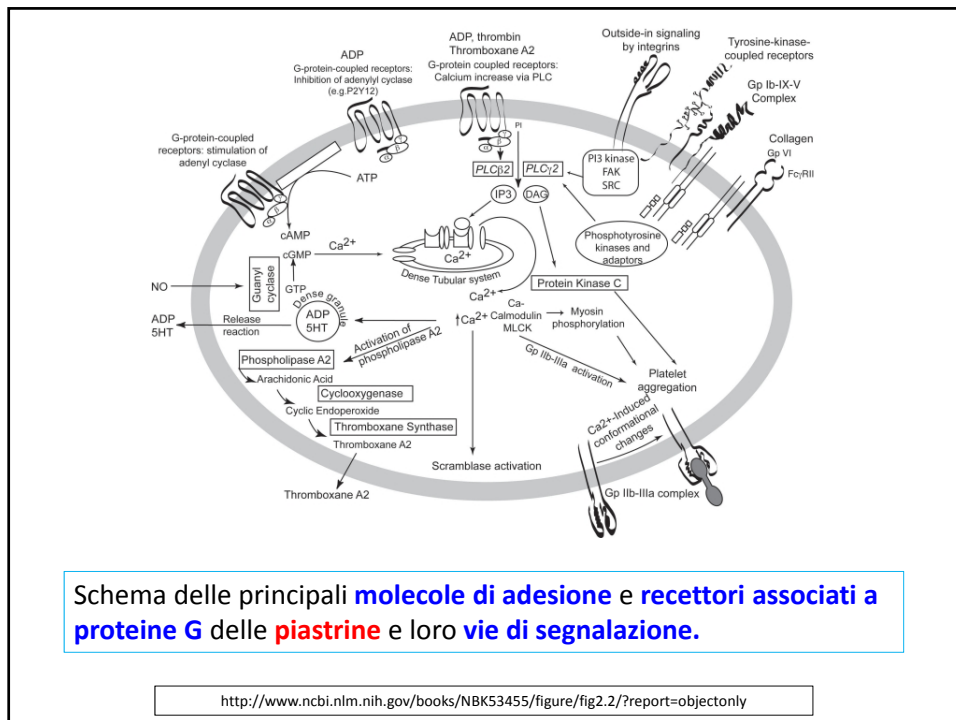 ADP
G-protein-coupled receptors:
Inhibition of adenylyl cyclase
(e.g.P2Y12)
ADP, thrombin
Thromboxane A2
G-protein coupled receptors:
Calcium increase via PLC
Outside-in signaling
by integrins
Tyrosine-kinase-
coupled receptors
Gp Ib-IX-V
Complex
Collagen
Gp VI
FcγRII
G-protein-coupled
receptors: stimulation of
adenyl cyclase
α β γ
α β γ
α β γ
PI
PLCβ2
PLCγ2
PI3 kinase
FAK
SRC
ATP
IP3
DAG
cAMP
cGMP
Ca2+
Ca2+
Dense Tubular system
Phosphotyrosine
kinases and
adaptors
Protein Kinase C
NO
Guanyl
cyclase
GTP
Dense granule
ADP
5HT
Release
reaction
ADP
5HT
Ca2+
↑Ca2+
Ca-
Calmodulin
MLCK
Myosin
phosphorylation
Activation of
phospholipase A2
Gp IIb-IIIa activation
Platelet
aggregation
Phospholipase A2
Arachidonic Acid
Cyclooxygenase
Cyclic Endoperoxide
Thromboxane Synthase
Thromboxane A2
Thromboxane A2
Scramblase activation
Ca2+-Induced
conformational
changes
Gp IIb-IIIa complex
Schema delle principali molecole di adesione e recettori associati a
proteine G delle piastrine e loro vie di segnalazione.
http://www.ncbi.nlm.nih.gov/books/NBK53455/figure/fig2.2/?report=objectonly